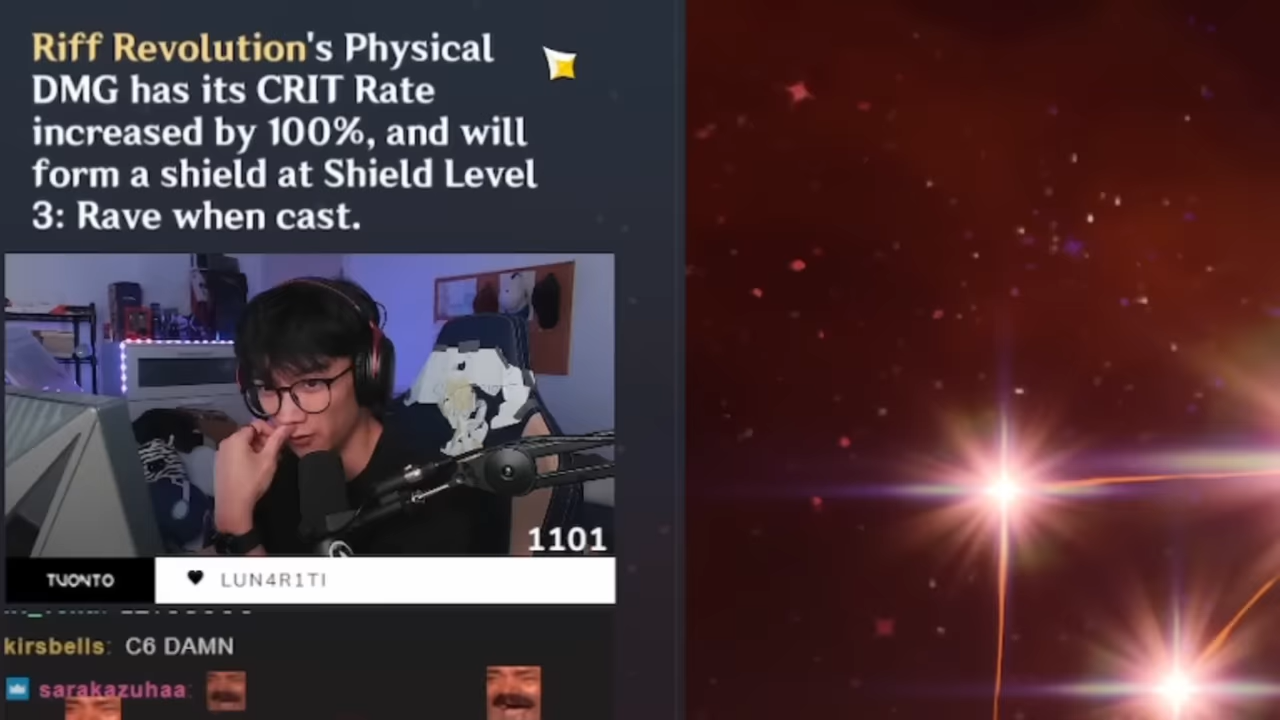 Riff Revolution's Physical
DMG has its CRIT Rate
increased by 100%, and will
form a shield at Shield Level
3: Rave when cast.
1101
TUONTO
LUN4R1TI
kirsbells: C6 DAMN
sarakazuhaa: